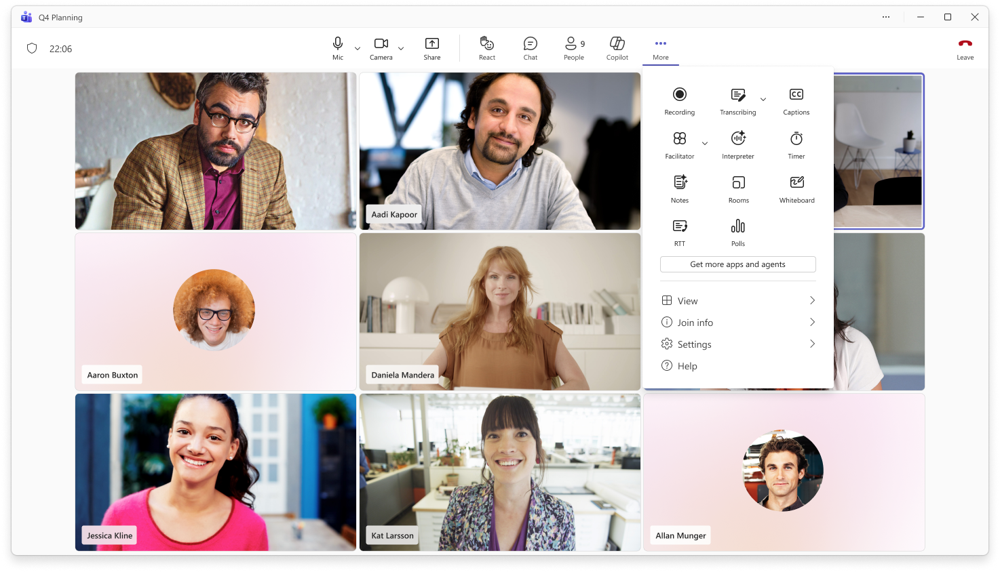 Q4 Planning
22:06
Mic
Camera
Share
React
Chat
People
9
Copilot
More
Leave
Recording
Transcribing
CC
Captions
Facilitator
Interpreter
Timer
Notes
Rooms
Whiteboard
RTT
Polls
Get more apps and agents
View
Join info
Settings
Help
Aadi Kapoor
Aaron Buxton
Daniela Mandera
Jessica Kline
Kat Larsson
Allan Munger